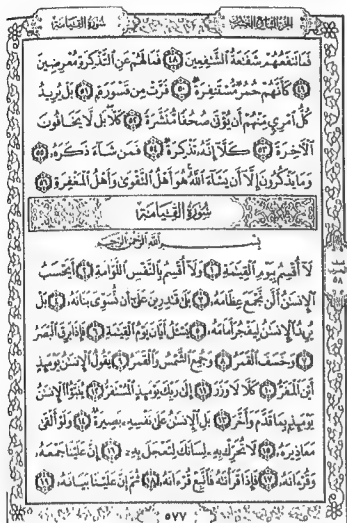 سورة القيامة
الجزء التاسع والعشرون
فَمَا تَنفَعُهُمْ شَفَٰعَةُ ٱلشَّٰفِعِينَ ٤٨ فَمَا لَهُمْ عَنِ ٱلتَّذْكِرَةِ مُعْرِضِينَ
٤٩ كَأَنَّهُمْ حُمُرٌ مُّسْتَنفِرَةٌ ٥٠ فَرَّتْ مِن قَسْوَرَةٍۭ ٥١ بَلْ يُرِيدُ
كُلُّ ٱمْرِئٍ مِّنْهُمْ أَن يُؤْتَىٰ صُحُفًا مُّنَشَّرَةً ٥٢ كَلَّا بَل لَّا يَخَافُونَ
ٱلْءَاخِرَةَ ٥٣ كَلَّآ إِنَّهُۥ تَذْكِرَةٌ ٥٤ فَمَن شَآءَ ذَكَرَهُۥ ٥٥
وَمَا يَذْكُرُونَ إِلَّآ أَن يَشَآءَ ٱللَّهُ هُوَ أَهْلُ ٱلتَّقْوَىٰ وَأَهْلُ ٱلْمَغْفِرَةِ ٥٦
سُورَةُ القِيَامَةِ
بِسْمِ ٱللَّهِ ٱلرَّحْمَٰنِ ٱلرَّحِيمِ
لَآ أُقْسِمُ بِيَوْمِ ٱلْقِيَٰمَةِ ١ وَلَآ أُقْسِمُ بِٱلنَّفْسِ ٱللَّوَّامَةِ ٢ أَيَحْسَبُ
ٱلْإِنسَٰنُ أَلَّن نَّجْمَعَ عِظَامَهُۥ ٣ بَلَىٰ قَٰدِرِينَ عَلَىٰٓ أَن نُّسَوِّىَ بَنَانَهُۥ ٤ بَلْ
يُرِيدُ ٱلْإِنسَٰنُ لِيَفْجُرَ أَمَامَهُۥ ٥ يَسْـَٔلُ أَيَّانَ يَوْمُ ٱلْقِيَٰمَةِ ٦ فَإِذَا بَرِقَ ٱلْبَصَرُ
٧ وَخَسَفَ ٱلْقَمَرُ ٨ وَجُمِعَ ٱلشَّمْسُ وَٱلْقَمَرُ ٩ يَقُولُ ٱلْإِنسَٰنُ يَوْمَئِذٍ
أَيْنَ ٱلْمَفَرُّ ١٠ كَلَّا لَا وَزَرَ ١١ إِلَىٰ رَبِّكَ يَوْمَئِذٍ ٱلْمُسْتَقَرُّ ١٢ يُنَبَّؤُا۟ ٱلْإِنسَٰنُ
يَوْمَئِذٍۭ بِمَا قَدَّمَ وَأَخَّرَ ١٣ بَلِ ٱلْإِنسَٰنُ عَلَىٰ نَفْسِهِۦ بَصِيرَةٌ ١٤ وَلَوْ أَلْقَىٰ
مَعَاذِيرَهُۥ ١٥ لَا تُحَرِّكْ بِهِۦ لِسَانَكَ لِتَعْجَلَ بِهِۦٓ ١٦ إِنَّ عَلَيْنَا جَمْعَهُۥ
وَقُرْءَانَهُۥ ١٧ فَإِذَا قَرَأْنَٰهُ فَٱتَّبِعْ قُرْءَانَهُۥ ١٨ ثُمَّ إِنَّ عَلَيْنَا بَيَانَهُۥ ١٩
الحزب
٥٨
٥٧٧